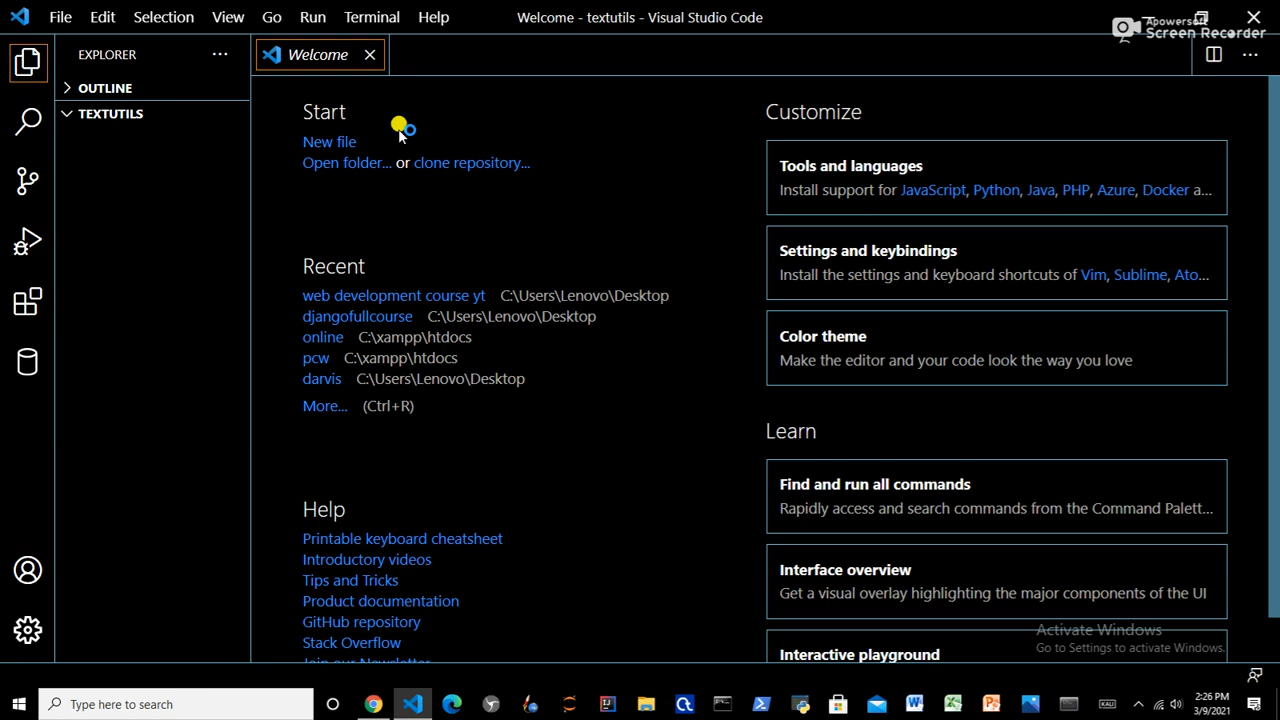 File Edit Selection View Go Run Terminal Help
Welcome - textutils - Visual Studio Code
Apowersoft
Screen Recorder
EXPLORER
OUTLINE
TEXTUTILS
Welcome
Start
New file
Open folder... or clone repository...
Recent
web development course yt C:\Users\Lenovo\Desktop
djangofullcourse C:\Users\Lenovo\Desktop
online C:\xampp\htdocs
pcw C:\xampp\htdocs
darvis C:\Users\Lenovo\Desktop
More... (Ctrl+R)
Help
Printable keyboard cheatsheet
Introductory videos
Tips and Tricks
Product documentation
GitHub repository
Stack Overflow
Join our Newsletter
Customize
Tools and languages
Install support for JavaScript, Python, Java, PHP, Azure, Docker a...
Settings and keybindings
Install the settings and keyboard shortcuts of Vim, Sublime, Ato...
Color theme
Make the editor and your code look the way you love
Learn
Find and run all commands
Rapidly access and search commands from the Command Palett...
Interface overview
Get a visual overlay highlighting the major components of the UI
Interactive playground
Activate Windows
Go to Settings to activate Windows.
Type here to search
KALI
2:26 PM
3/9/2021